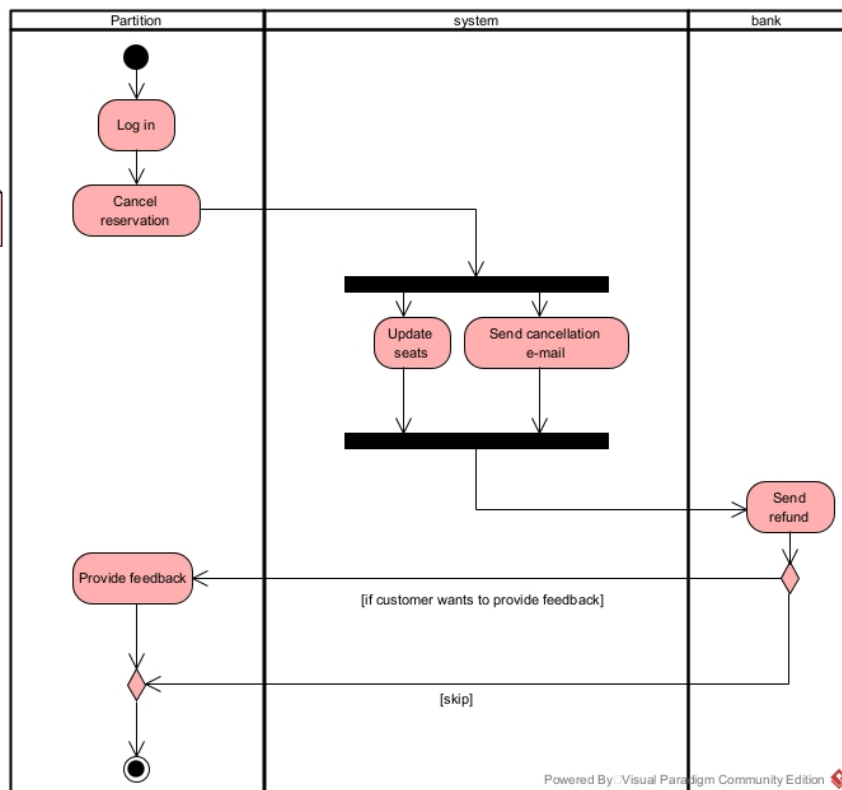 Partition
system
bank
Log in
Cancel
reservation
Update
seats
Send cancellation
e-mail
Send
refund
Provide feedback
[if customer wants to provide feedback]
[skip]
Powered By Visual Paradigm Community Edition